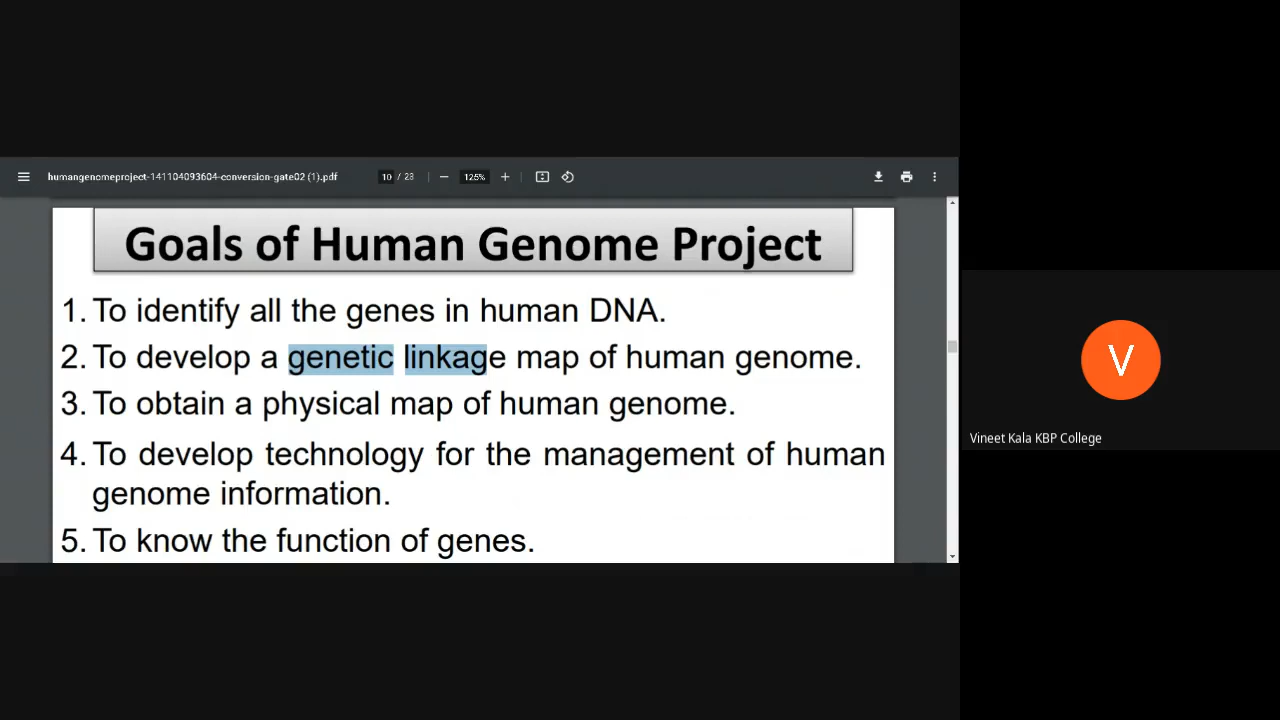 humangenomeproject-141104093604-conversion-gate02 (1).pdf 10 / 23 125%
Goals of Human Genome Project
1. To identify all the genes in human DNA.
2. To develop a genetic linkage map of human genome.
3. To obtain a physical map of human genome.
4. To develop technology for the management of human
genome information.
5. To know the function of genes.
V
Vineet Kala KBP College